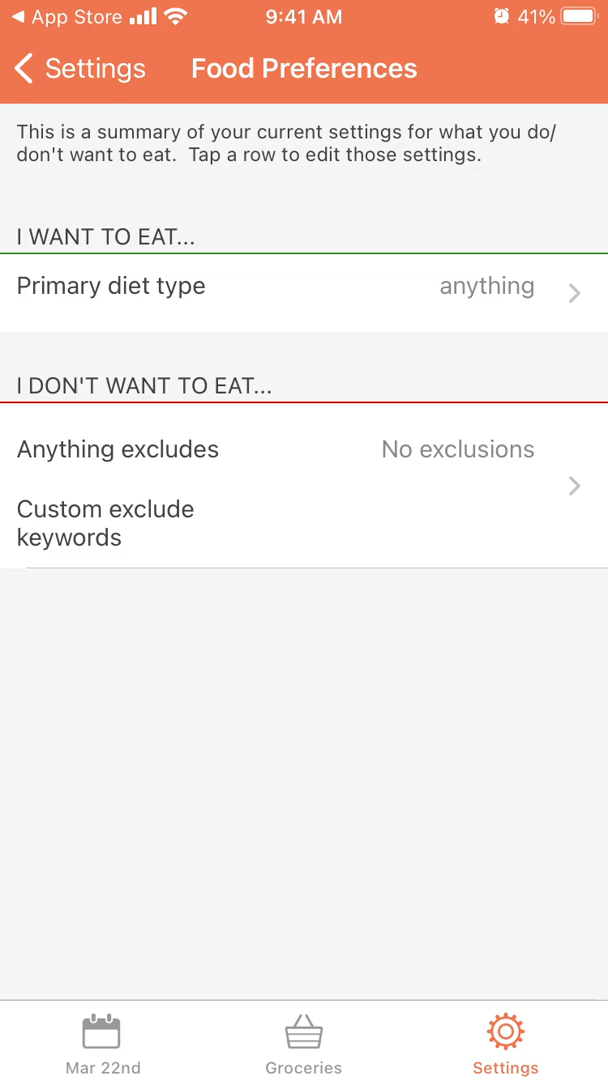 App Store 9:41 AM 41%
Settings Food Preferences
This is a summary of your current settings for what you do/
don't want to eat. Tap a row to edit those settings.
I WANT TO EAT...
Primary diet type anything
I DON'T WANT TO EAT...
Anything excludes No exclusions
Custom exclude
keywords
Mar 22nd Groceries Settings